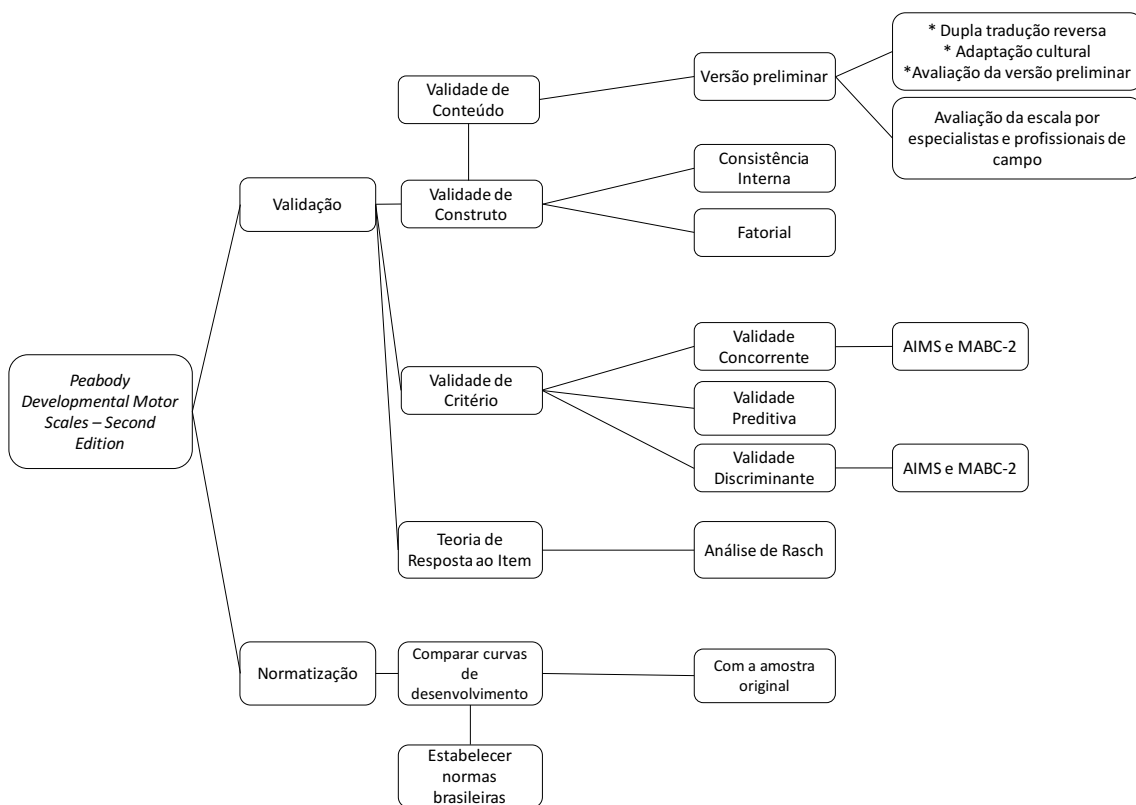 * Dupla tradução reversa
* Adaptação cultural
*Avaliação da versão preliminar
Versão preliminar
Validade de
Conteúdo
Avaliação da escala por
especialistas e profissionais de
campo
Consistência
Interna
Validação
Validade de
Construto
Fatorial
Validade
Concorrente
AIMS e MABC-2
Peabody
Developmental Motor
Scales – Second
Edition
Validade de
Critério
Validade
Preditiva
Validade
Discriminante
AIMS e MABC-2
Teoria de
Resposta ao Item
Análise de Rasch
Normatização
Comparar curvas
de
desenvolvimento
Com a amostra
original
Estabelecer
normas
brasileiras